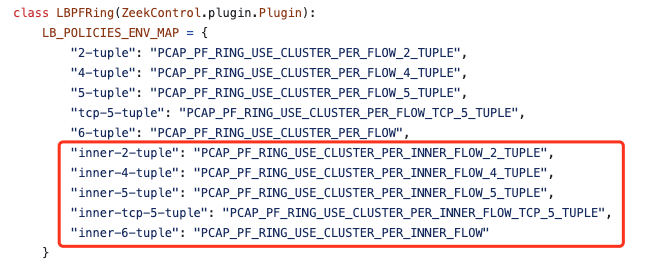 class LBPFRing(ZeekControl.plugin.Plugin):
    LB_POLICIES_ENV_MAP = {
        "2-tuple": "PCAP_PF_RING_USE_CLUSTER_PER_FLOW_2_TUPLE",
        "4-tuple": "PCAP_PF_RING_USE_CLUSTER_PER_FLOW_4_TUPLE",
        "5-tuple": "PCAP_PF_RING_USE_CLUSTER_PER_FLOW_5_TUPLE",
        "tcp-5-tuple": "PCAP_PF_RING_USE_CLUSTER_PER_FLOW_TCP_5_TUPLE",
        "6-tuple": "PCAP_PF_RING_USE_CLUSTER_PER_FLOW",
        "inner-2-tuple": "PCAP_PF_RING_USE_CLUSTER_PER_INNER_FLOW_2_TUPLE",
        "inner-4-tuple": "PCAP_PF_RING_USE_CLUSTER_PER_INNER_FLOW_4_TUPLE",
        "inner-5-tuple": "PCAP_PF_RING_USE_CLUSTER_PER_INNER_FLOW_5_TUPLE",
        "inner-tcp-5-tuple": "PCAP_PF_RING_USE_CLUSTER_PER_INNER_FLOW_TCP_5_TUPLE",
        "inner-6-tuple": "PCAP_PF_RING_USE_CLUSTER_PER_INNER_FLOW"
    }